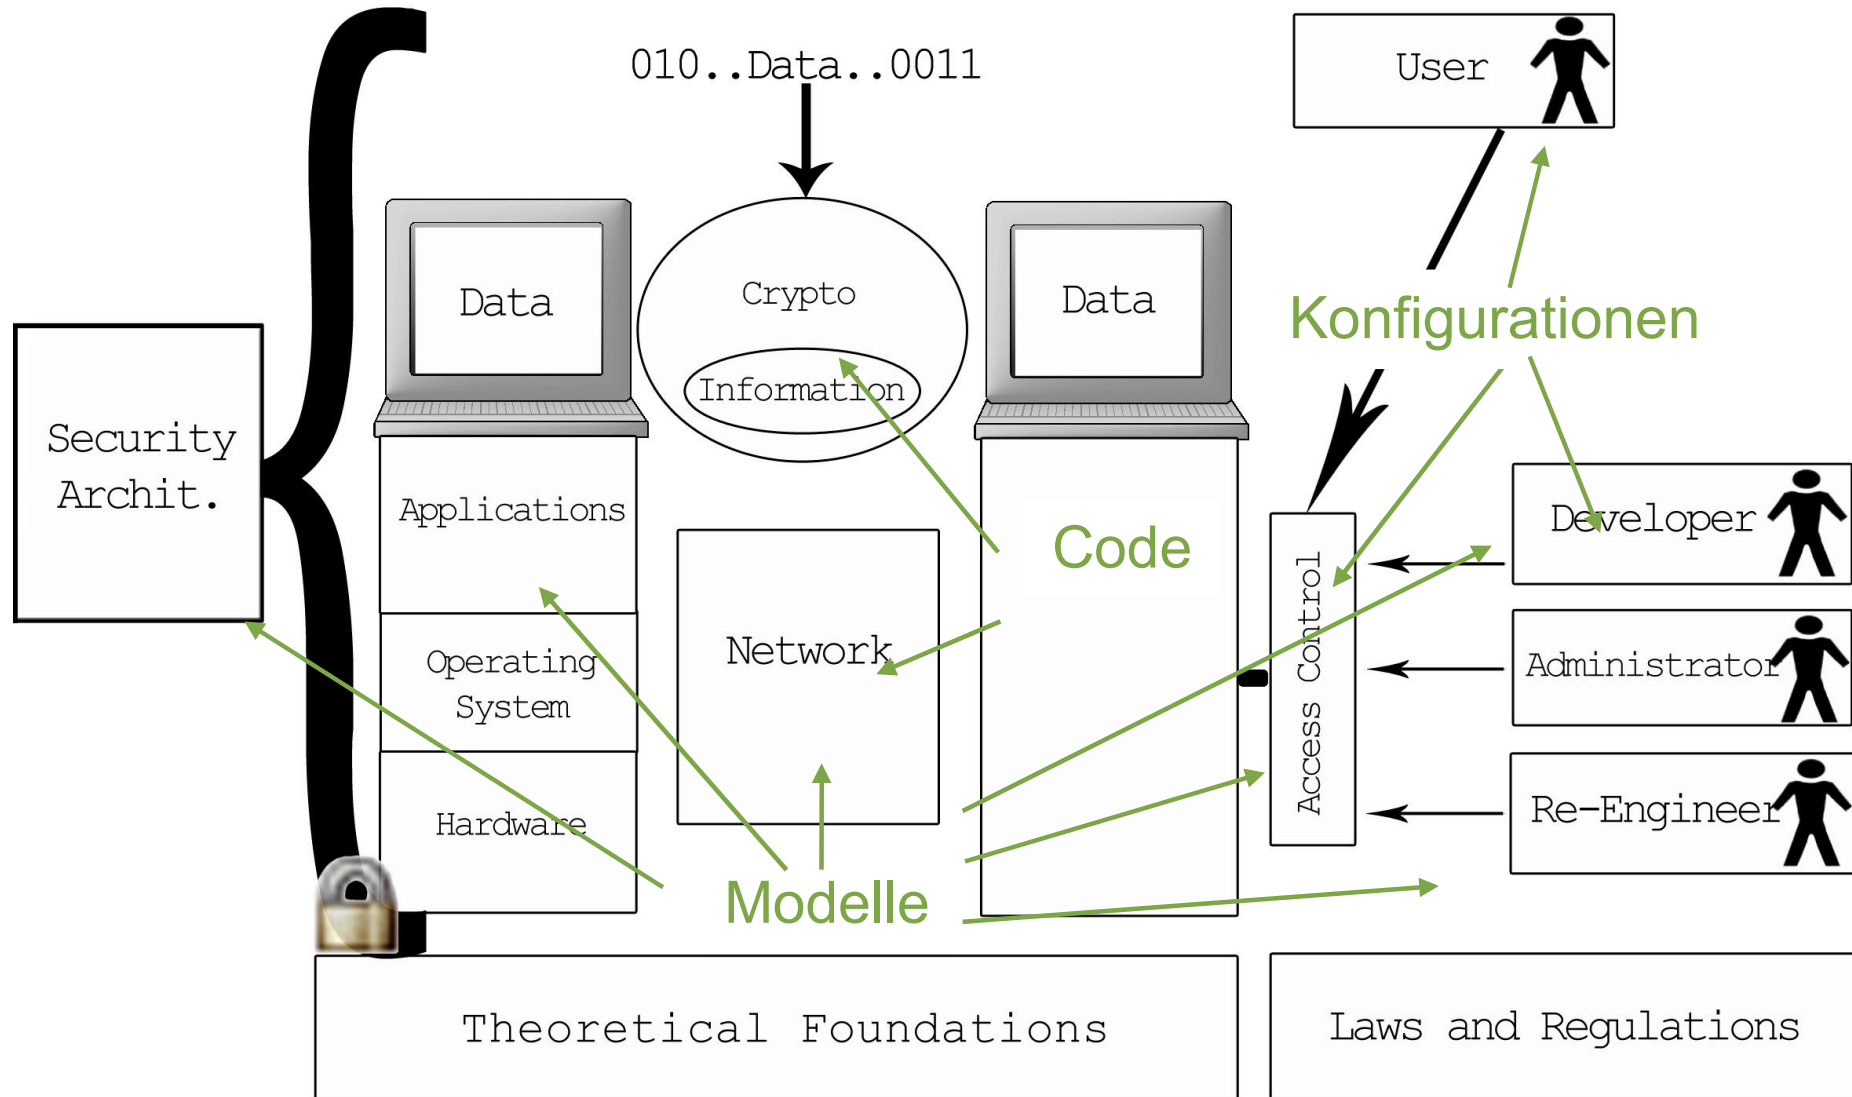 010..Data..0011
User
Data
Crypto
Information
Data
Konfigurationen
Security
Archit.
Applications
Code
Developer
Network
Operating
System
Access Control
Administrator
Hardware
Re-Engineer
Modelle
Theoretical Foundations
Laws and Regulations